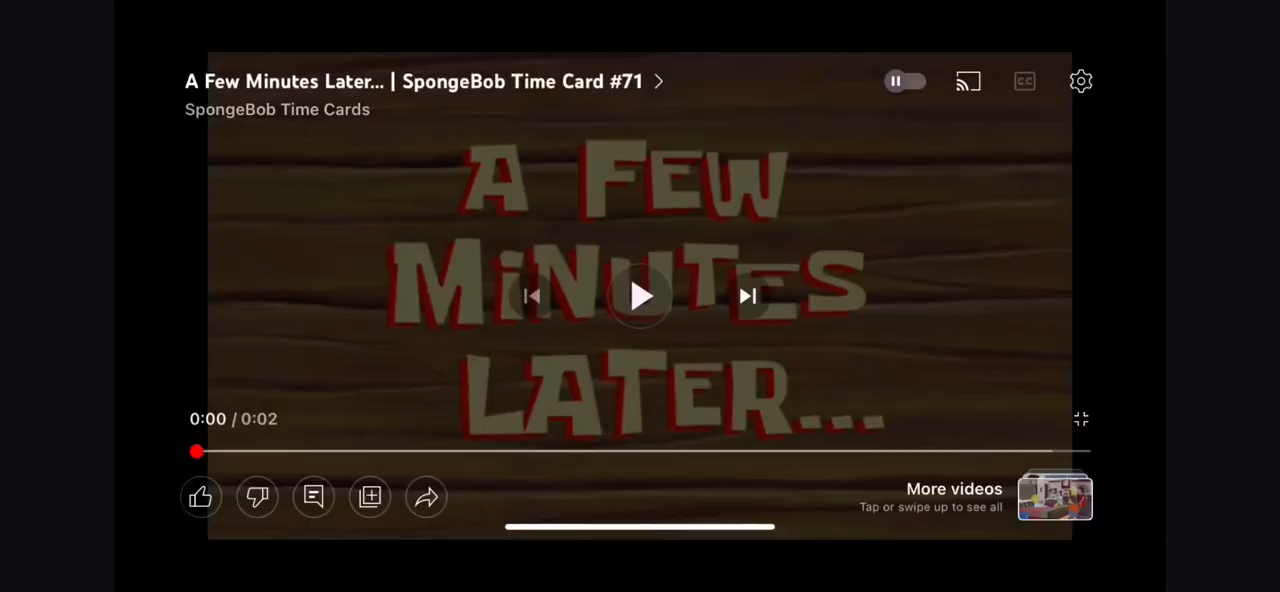 A Few Minutes Later... | SpongeBob Time Card #71
SpongeBob Time Cards
CC
A FEW
MiNUTES
LATER...
0:00 / 0:02
More videos
Tap or swipe up to see all